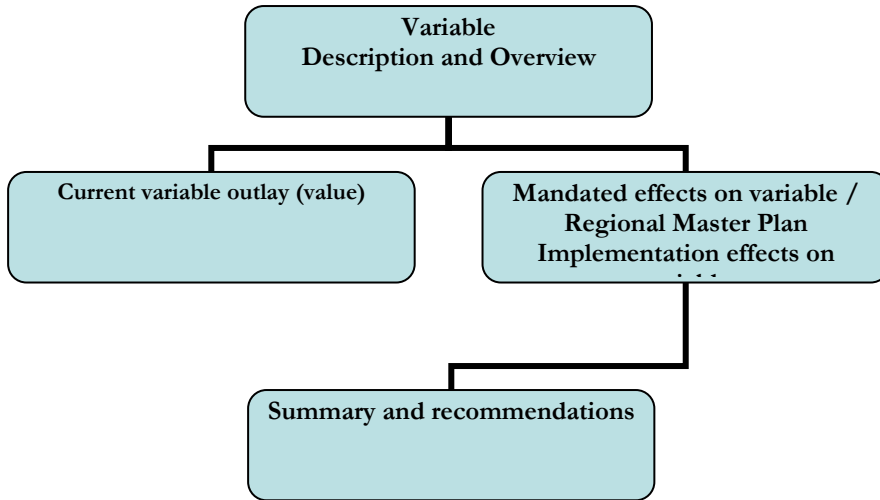 Variable
Description and Overview
Current variable outlay (value)
Mandated effects on variable /
Regional Master Plan
Implementation effects on
Summary and recommendations